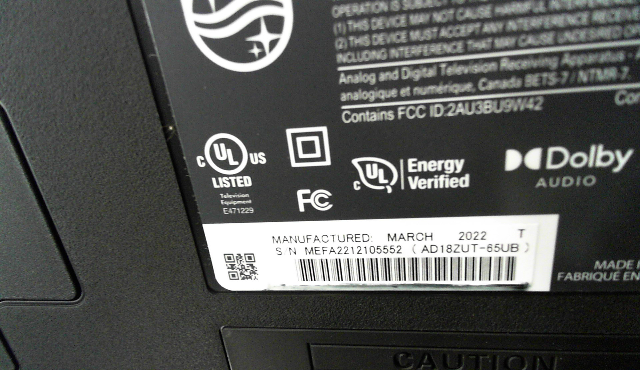 OPERATION IS SUBJECT TO
(1) THIS DEVICE MAY NOT CAUSE HARMFUL INTERFERENCE
(2) THIS DEVICE MUST ACCEPT ANY INTERFERENCE RECE
INCLUDING INTERFERENCE THAT MAY CAUSE UNDESIRED
Analog and Digital Television Receiving Apparatus
analogique et numérique, Canada BETS-7 / NTMR-7.
Contains FCC ID:2AU3BU9W42
Co
C UL US
LISTED
Television
Equipment
E471229
FC
C UL Energy
Verified
Dolby
AUDIO
MANUFACTURED: MARCH 2022 T
S N MEFA2212105552 ( AD18ZUT-65UB )
MADE
FABRIQUE EN
CAUTION